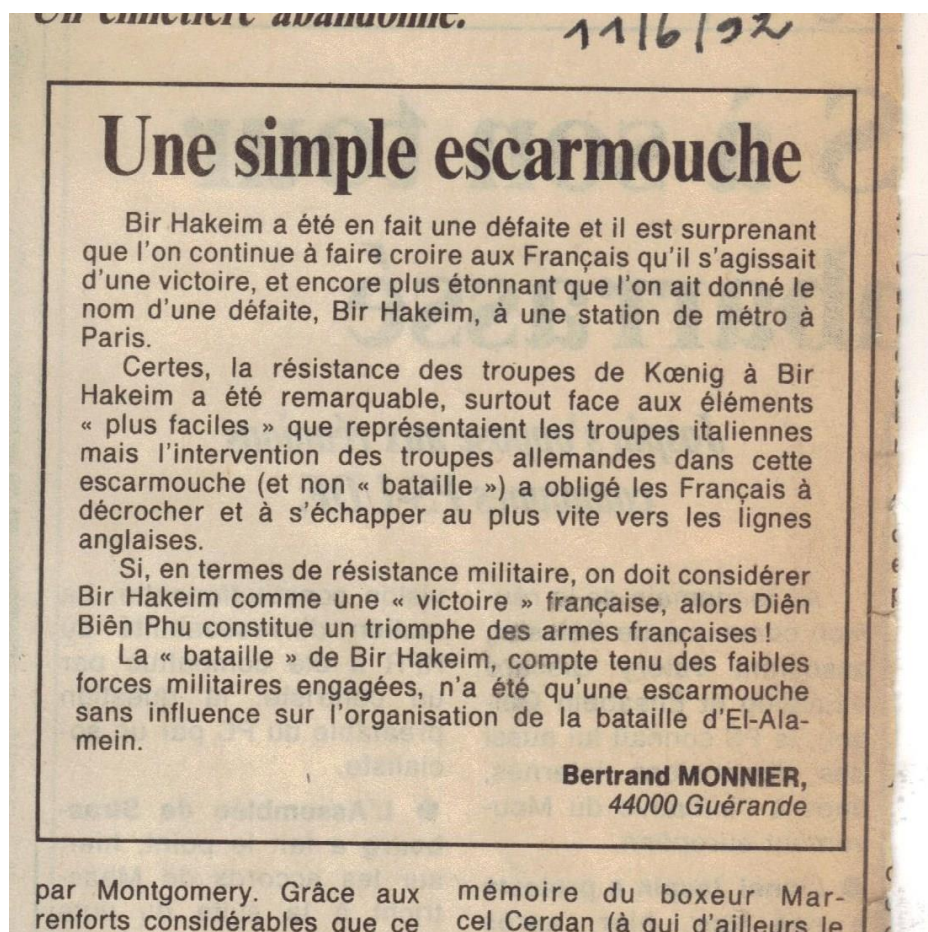 Un cimetière abandonné.
11/6/92
Une simple escarmouche
Bir Hakeim a été en fait une défaite et il est surprenant
que l'on continue à faire croire aux Français qu'il s'agissait
d'une victoire, et encore plus étonnant que l'on ait donné le
nom d'une défaite, Bir Hakeim, à une station de métro à
Paris.
Certes, la résistance des troupes de Kœnig à Bir
Hakeim a été remarquable, surtout face aux éléments
« plus faciles » que représentaient les troupes italiennes
mais l'intervention des troupes allemandes dans cette
escarmouche (et non « bataille ») a obligé les Français à
décrocher et à s'échapper au plus vite vers les lignes
anglaises.
Si, en termes de résistance militaire, on doit considérer
Bir Hakeim comme une « victoire » française, alors Diên
Biên Phu constitue un triomphe des armes françaises !
La « bataille » de Bir Hakeim, compte tenu des faibles
forces militaires engagées, n'a été qu'une escarmouche
sans influence sur l'organisation de la bataille d'El-Ala-
mein.
Bertrand MONNIER,
44000 Guérande
par Montgomery. Grâce aux
renforts considérables que ce
mémoire du boxeur Mar-
cel Cerdan (à qui d'ailleurs le